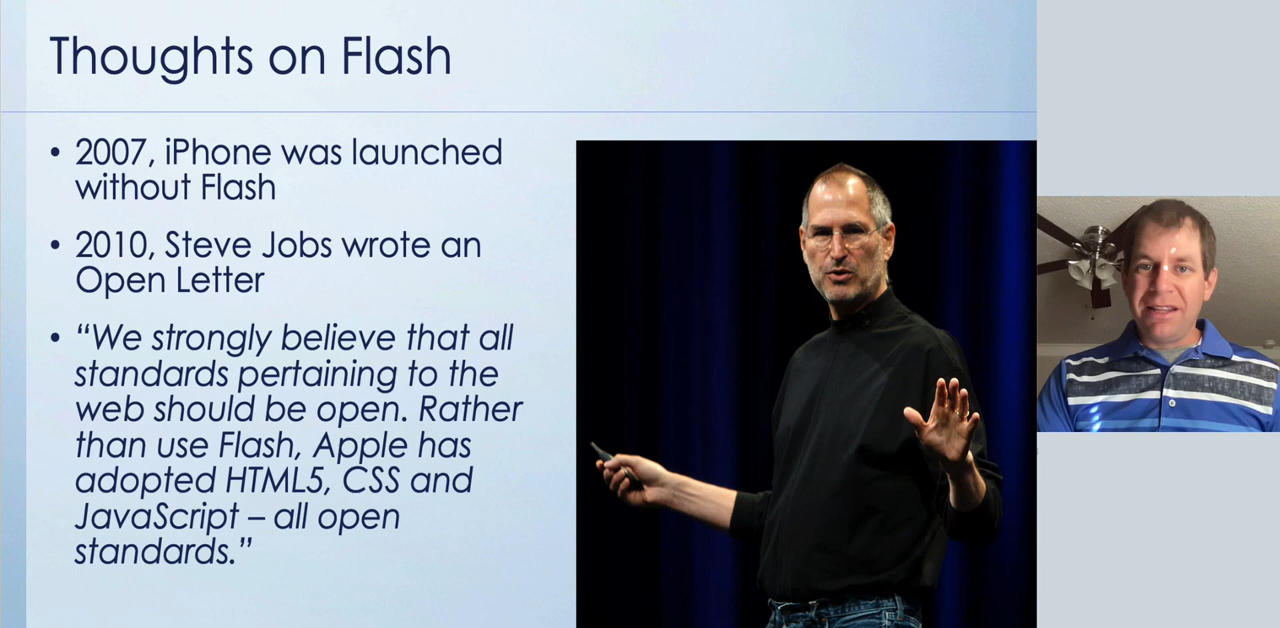 Thoughts on Flash
• 2007, iPhone was launched
without Flash
• 2010, Steve Jobs wrote an
Open Letter
• “We strongly believe that all
standards pertaining to the
web should be open. Rather
than use Flash, Apple has
adopted HTML5, CSS and
JavaScript – all open
standards.”